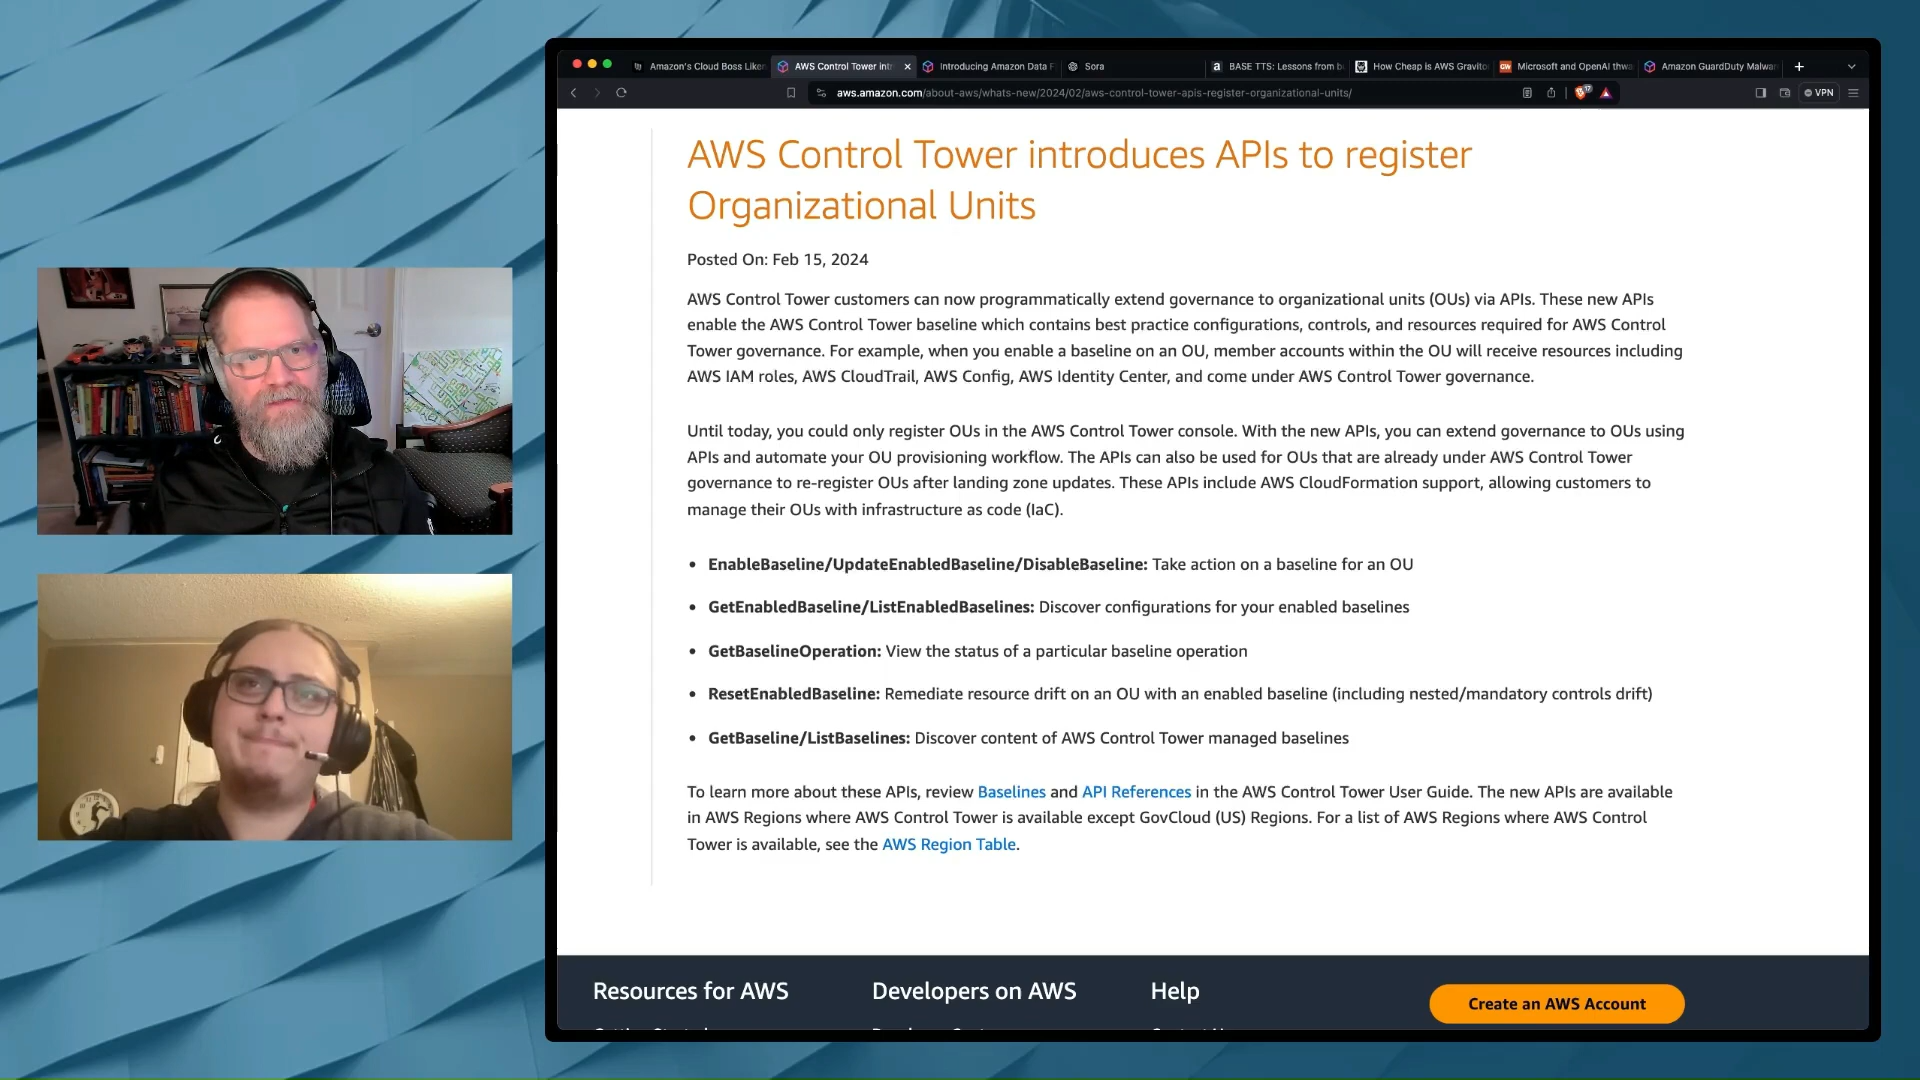 Amazon's Cloud Boss Liken
AWS Control Tower intr
Introducing Amazon Data F
Sora
BASE TTS: Lessons from bu
How Cheap is AWS Gravito
Microsoft and OpenAI thwa
Amazon GuardDuty Malwar
aws.amazon.com/about-aws/whats-new/2024/02/aws-control-tower-apis-register-organizational-units/
VPN
AWS Control Tower introduces APIs to register
Organizational Units
Posted On: Feb 15, 2024
AWS Control Tower customers can now programmatically extend governance to organizational units (OUs) via APIs. These new APIs
enable the AWS Control Tower baseline which contains best practice configurations, controls, and resources required for AWS Control
Tower governance. For example, when you enable a baseline on an OU, member accounts within the OU will receive resources including
AWS IAM roles, AWS CloudTrail, AWS Config, AWS Identity Center, and come under AWS Control Tower governance.
Until today, you could only register OUs in the AWS Control Tower console. With the new APIs, you can extend governance to OUs using
APIs and automate your OU provisioning workflow. The APIs can also be used for OUs that are already under AWS Control Tower
governance to re-register OUs after landing zone updates. These APIs include AWS CloudFormation support, allowing customers to
manage their OUs with infrastructure as code (IaC).
• EnableBaseline/UpdateEnabledBaseline/DisableBaseline: Take action on a baseline for an OU
• GetEnabledBaseline/ListEnabledBaselines: Discover configurations for your enabled baselines
• GetBaselineOperation: View the status of a particular baseline operation
• ResetEnabledBaseline: Remediate resource drift on an OU with an enabled baseline (including nested/mandatory controls drift)
• GetBaseline/ListBaselines: Discover content of AWS Control Tower managed baselines
To learn more about these APIs, review Baselines and API References in the AWS Control Tower User Guide. The new APIs are available
in AWS Regions where AWS Control Tower is available except GovCloud (US) Regions. For a list of AWS Regions where AWS Control
Tower is available, see the AWS Region Table.
Resources for AWS
Developers on AWS
Help
Create an AWS Account